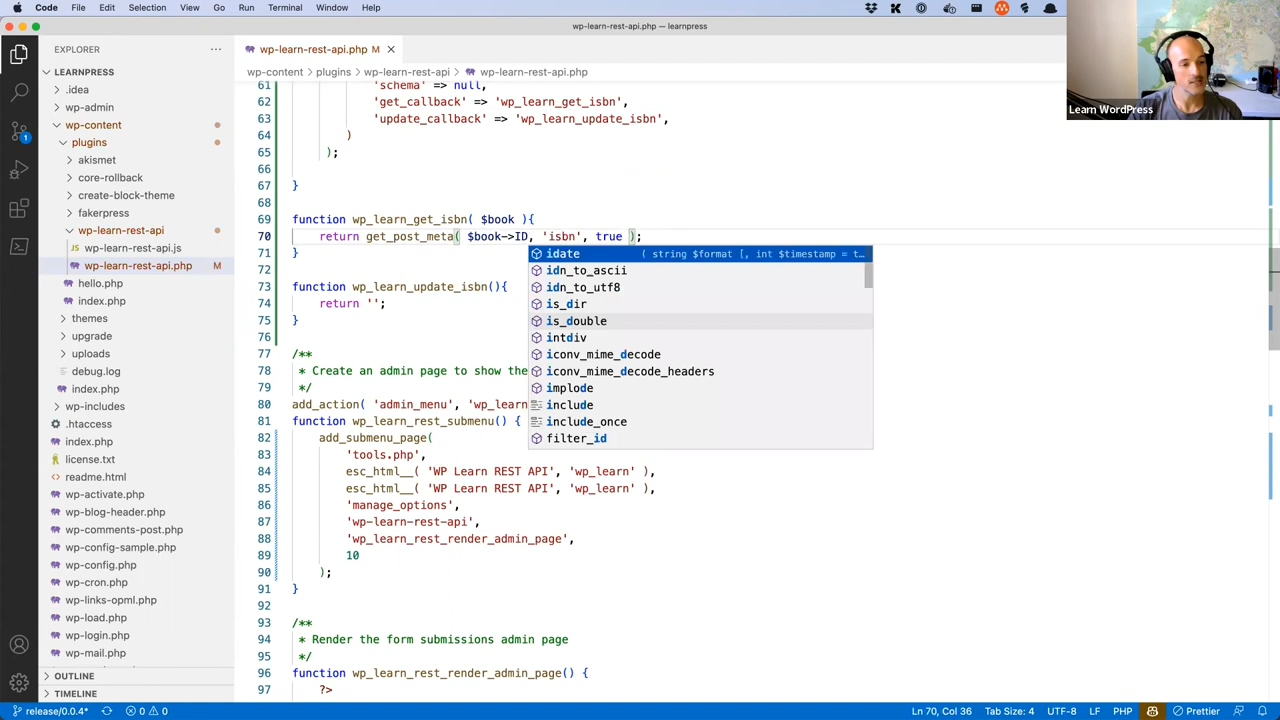 Code File Edit Selection View Go Run Terminal Window Help
wp-learn-rest-api.php — learnpress
Learn WordPress
EXPLORER
wp-learn-rest-api.php M
LEARNPRESS
wp-content plugins wp-learn-rest-api wp-learn-rest-api.php
.idea
wp-admin
wp-content
plugins
akismet
core-rollback
create-block-theme
fakerpress
wp-learn-rest-api
JS wp-learn-rest-api.js
wp-learn-rest-api.php M
hello.php
index.php
themes
upgrade
uploads
debug.log
index.php
wp-includes
.htaccess
index.php
license.txt
readme.html
wp-activate.php
wp-blog-header.php
wp-comments-post.php
wp-config-sample.php
wp-config.php
wp-cron.php
wp-links-opml.php
wp-load.php
wp-login.php
wp-mail.php
OUTLINE
TIMELINE
61 'schema' => null,
62 'get_callback' => 'wp_learn_get_isbn',
63 'update_callback' => 'wp_learn_update_isbn',
64 )
65 );
66
67 }
68
69 function wp_learn_get_isbn( $book ){
70 return get_post_meta( $book->ID, 'isbn', true );
71 }
72
73 function wp_learn_update_isbn(){
74 return '';
75 }
76
77 /**
78 * Create an admin page to show the
79 */
80 add_action( 'admin_menu', 'wp_learn
81 function wp_learn_rest_submenu() {
82 add_submenu_page(
83 'tools.php',
84 esc_html__( 'WP Learn REST API', 'wp_learn' ),
85 esc_html__( 'WP Learn REST API', 'wp_learn' ),
86 'manage_options',
87 'wp-learn-rest-api',
88 'wp_learn_rest_render_admin_page',
89 10
90 );
91 }
92
93 /**
94 * Render the form submissions admin page
95 */
96 function wp_learn_rest_render_admin_page() {
97 ?>
idate ( string $format [, int $timestamp = t…
idn_to_ascii
idn_to_utf8
is_dir
is_double
intdiv
iconv_mime_decode
iconv_mime_decode_headers
implode
include
include_once
filter_id
release/0.0.4* 0 0 Ln 70, Col 36 Tab Size: 4 UTF-8 LF PHP Prettier